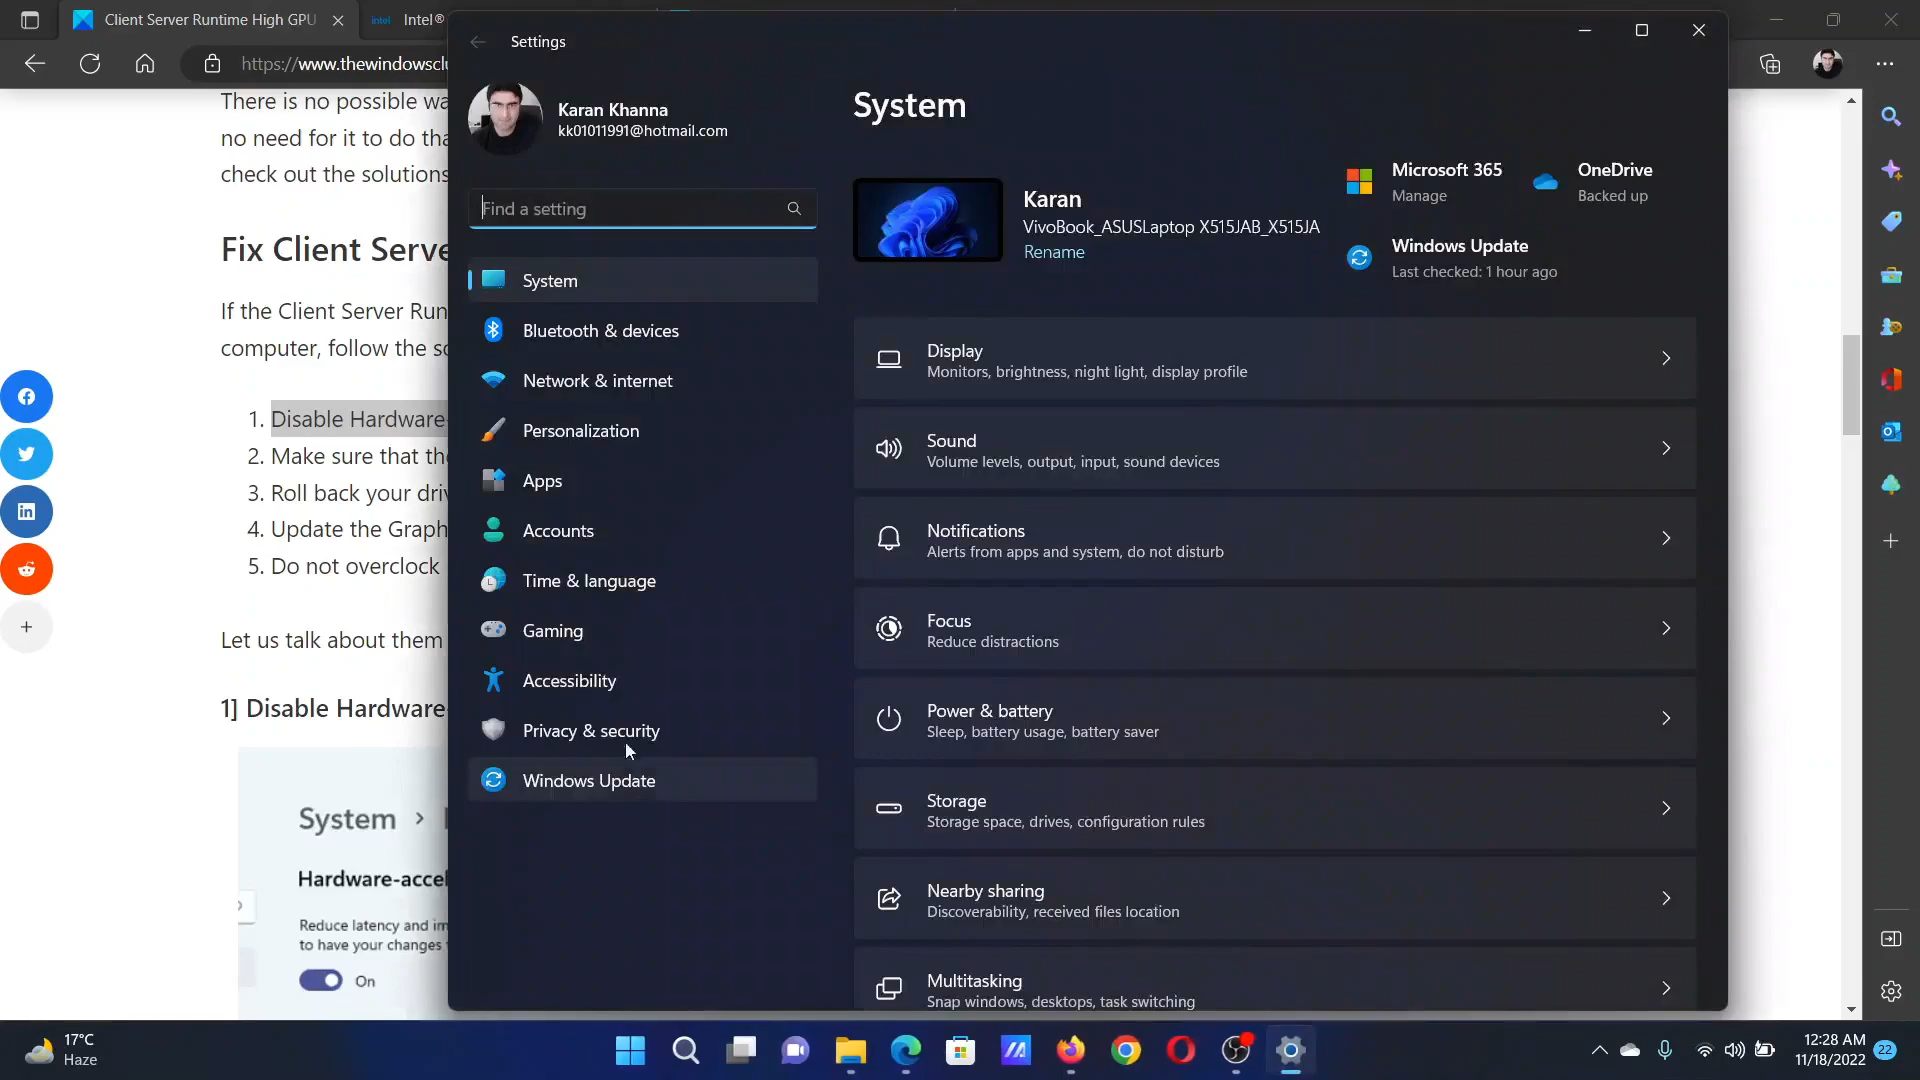 Client Server Runtime High GPU
intel
Intel®
https://www.thewindowsclu
There is no possible wa
no need for it to do tha
check out the solutions
Fix Client Serve
If the Client Server Run
computer, follow the so
1. Disable Hardware-
2. Make sure that the
3. Roll back your driv
4. Update the Graph
5. Do not overclock
Let us talk about them
1] Disable Hardware-
System >
Hardware-accel
Reduce latency and im
to have your changes
On
Settings
Karan Khanna
kk01011991@hotmail.com
Find a setting
System
Bluetooth & devices
Network & internet
Personalization
Apps
Accounts
Time & language
Gaming
Accessibility
Privacy & security
Windows Update
System
Karan
VivoBook_ASUSLaptop X515JAB_X515JA
Rename
Microsoft 365
Manage
OneDrive
Backed up
Windows Update
Last checked: 1 hour ago
Display
Monitors, brightness, night light, display profile
Sound
Volume levels, output, input, sound devices
Notifications
Alerts from apps and system, do not disturb
Focus
Reduce distractions
Power & battery
Sleep, battery usage, battery saver
Storage
Storage space, drives, configuration rules
Nearby sharing
Discoverability, received files location
Multitasking
Snap windows, desktops, task switching
17°C
Haze
12:28 AM
11/18/2022
22